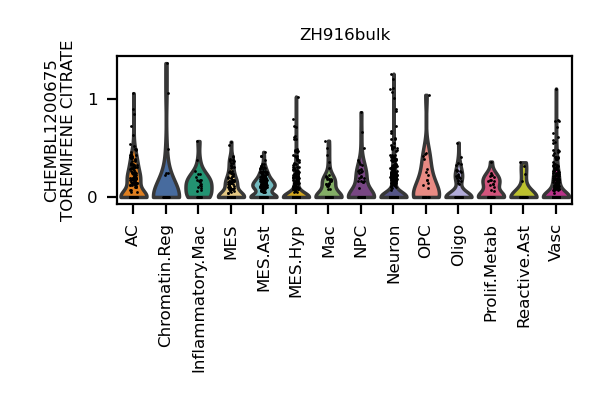 ZH916bulk
CHEMBL1200675
TOREMIFENE CITRATE
1
0
AC
Chromatin.Reg
Inflammatory.Mac
MES
MES.Ast
MES.Hyp
Mac
NPC
Neuron
OPC
Oligo
Prolif.Metab
Reactive.Ast
Vasc